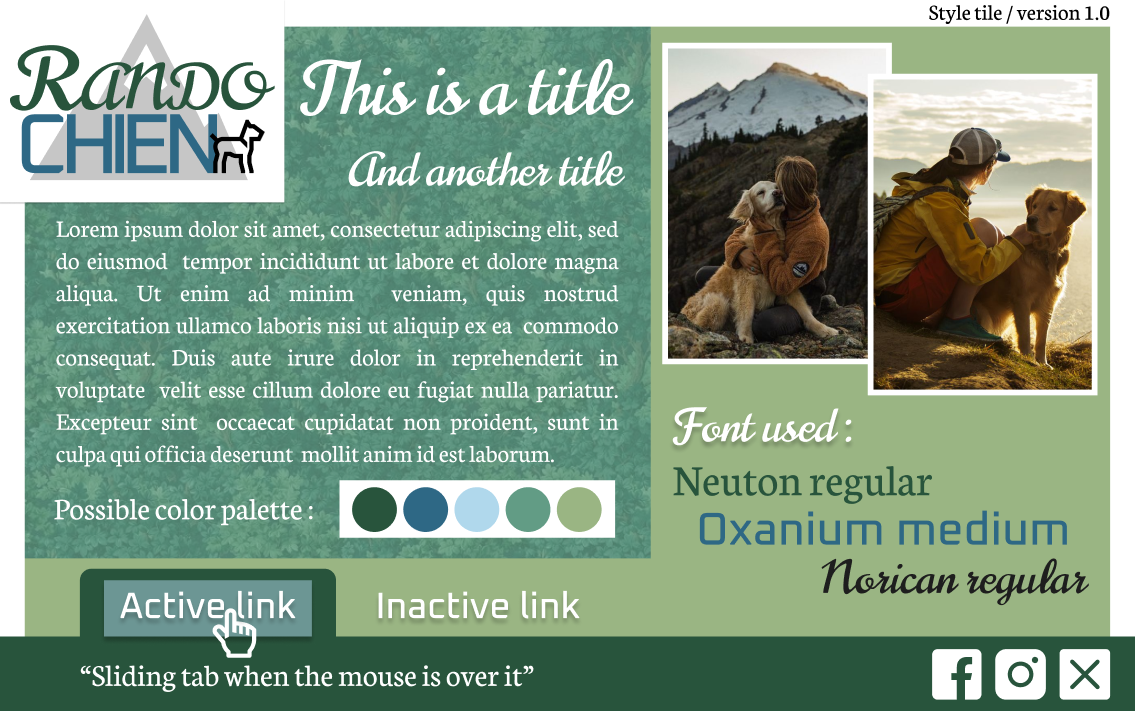 Style tile / version 1.0
Rando
CHIEN
This is a title
And another title
Lorem ipsum dolor sit amet, consectetur adipiscing elit, sed
do eiusmod tempor incididunt ut labore et dolore magna
aliqua. Ut enim ad minim veniam, quis nostrud
exercitation ullamco laboris nisi ut aliquip ex ea commodo
consequat. Duis aute irure dolor in reprehenderit in
voluptate velit esse cillum dolore eu fugiat nulla pariatur.
Excepteur sint occaecat cupidatat non proident, sunt in
culpa qui officia deserunt mollit anim id est laborum.
Possible color palette :
Font used :
Neuton regular
Oxanium medium
Norican regular
Active link
Inactive link
“Sliding tab when the mouse is over it”